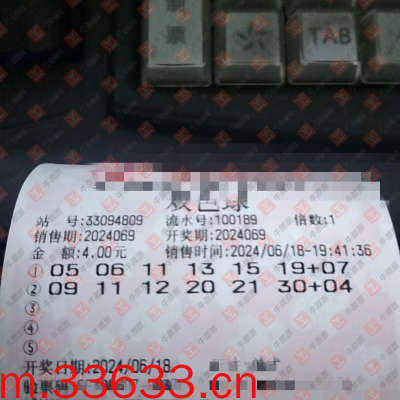 票
TAB
双色球
站 号:33094809 流水号:100189 倍数:1
销售期:2024069 开奖期:2024069
金 额:4.00元 销售时间:2024/06/18-19:41:36
① 05 06 11 13 15 19+07
② 09 11 12 20 21 30+04
③
④
⑤
开奖日期:2024/06/18
m.33633.cn